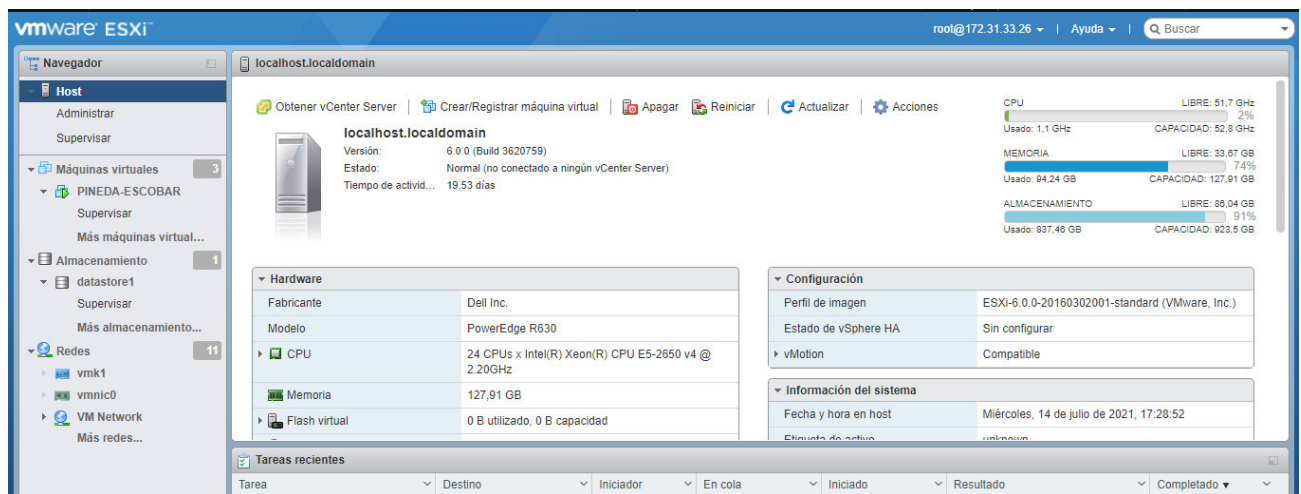 vmware ESXi™
root@172.31.33.26
Ayuda
Buscar
Navegador
Host
Administrar
Supervisar
Máquinas virtuales 3
PINEDA-ESCOBAR
Supervisar
Más máquinas virtual...
Almacenamiento 1
datastore1
Supervisar
Más almacenamiento...
Redes 11
vmk1
vmnic0
VM Network
Más redes...
localhost.localdomain
Obtener vCenter Server
Crear/Registrar máquina virtual
Apagar
Reiniciar
Actualizar
Acciones
localhost.localdomain
Versión: 6.0.0 (Build 3620759)
Estado: Normal (no conectado a ningún vCenter Server)
Tiempo de activid... 19,53 días
CPU LIBRE: 51,7 GHz
2%
Usado: 1,1 GHz CAPACIDAD: 52,8 GHz
MEMORIA LIBRE: 33,67 GB
74%
Usado: 94,24 GB CAPACIDAD: 127,91 GB
ALMACENAMIENTO LIBRE: 86,04 GB
91%
Usado: 837,46 GB CAPACIDAD: 923,5 GB
Hardware
Fabricante Dell Inc.
Modelo PowerEdge R630
CPU 24 CPUs x Intel(R) Xeon(R) CPU E5-2650 v4 @
2.20GHz
Memoria 127,91 GB
Flash virtual 0 B utilizado, 0 B capacidad
Configuración
Perfil de imagen ESXi-6.0.0-20160302001-standard (VMware, Inc.)
Estado de vSphere HA Sin configurar
vMotion Compatible
Información del sistema
Fecha y hora en host Miércoles, 14 de julio de 2021, 17:28:52
Etiqueta de activo unknown
Tareas recientes
Tarea Destino Iniciador En cola Iniciado Resultado Completado